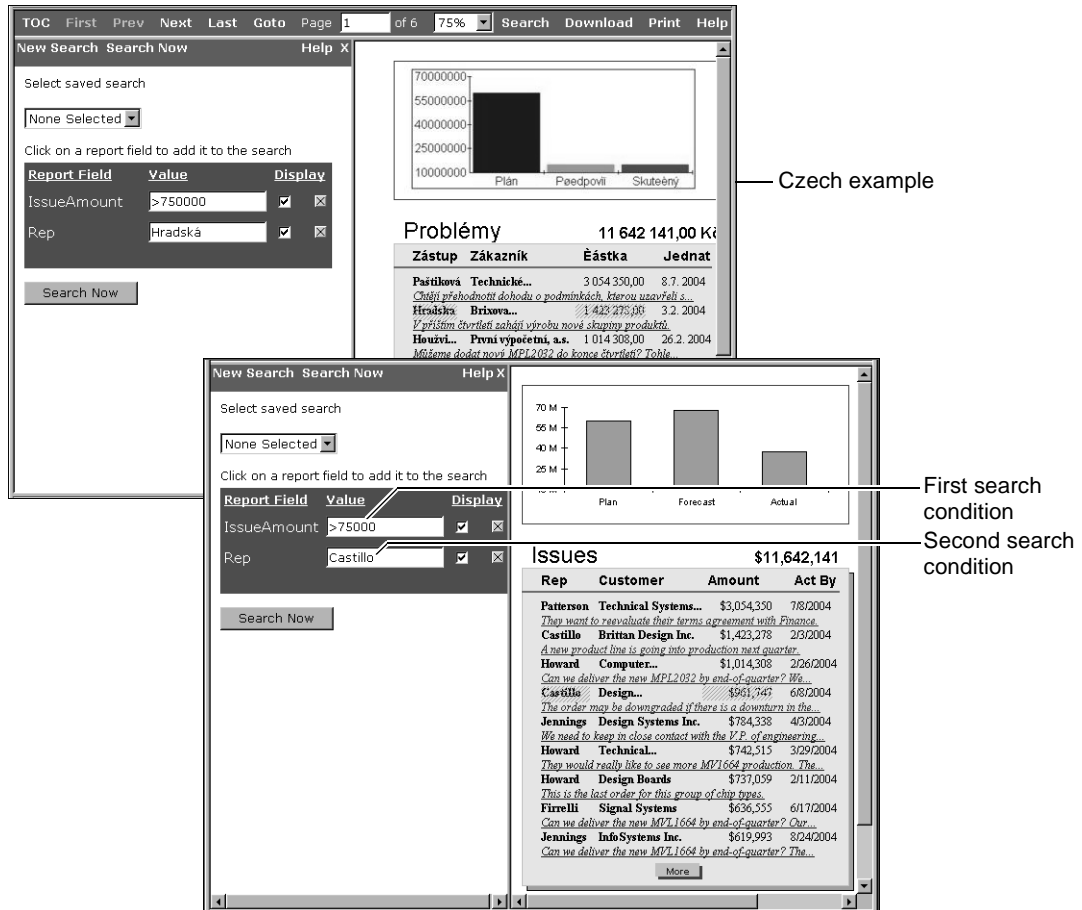 TOC First Prev Next Last Goto Page 1 of 6 75% Search Download Print Help
New Search Search Now Help X
Select saved search
None Selected
Click on a report field to add it to the search
Report Field Value Display
IssueAmount >750000
Rep Hradská
Search Now
70000000
55000000
40000000
25000000
10000000
Plán Pøedpovìï Skuteèný
Czech example
Problémy 11 642 141,00 Kč
Zástup Zákazník Èástka Jednat
Paštiková Technické... 3 054 350,00 8.7. 2004
Chtějí přehodnotit dohodu o podmínkách, kterou uzavřeli s...
Hradska Brixova... 1 423 278,00 3.2. 2004
V příštím čtvrtletí zahájí výrobu nové skupiny produktů.
Houžvi... První výpočetní, a.s. 1 014 308,00 26.2. 2004
Můžeme dodat nový MPL2032 do konce čtvrtletí? Tohle...
New Search Search Now Help X
Select saved search
None Selected
Click on a report field to add it to the search
Report Field Value Display
IssueAmount >75000
Rep Castillo
Search Now
70 M
55 M
40 M
25 M
Plan Forecast Actual
First search
condition
Second search
condition
Issues $11,642,141
Rep Customer Amount Act By
Patterson Technical Systems... $3,054,350 7/8/2004
They want to reevaluate their terms agreement with Finance.
Castillo Brittan Design Inc. $1,423,278 2/3/2004
A new product line is going into production next quarter.
Howard Computer... $1,014,308 2/26/2004
Can we deliver the new MPL2032 by end-of-quarter? We...
Castillo Design... $961,747 6/8/2004
The order may be downgraded if there is a downturn in the...
Jennings Design Systems Inc. $784,338 4/3/2004
We need to keep in close contact with the V.P. of engineering...
Howard Technical... $742,515 3/29/2004
They would really like to see more MV1664 production. The...
Howard Design Boards $737,059 2/11/2004
This is the last order for this group of chip types.
Firrelli Signal Systems $636,555 6/17/2004
Can we deliver the new MVL1664 by end-of-quarter? Our...
Jennings InfoSystems Inc. $619,993 8/24/2004
Can we deliver the new MVL1664 by end-of-quarter? The...
More